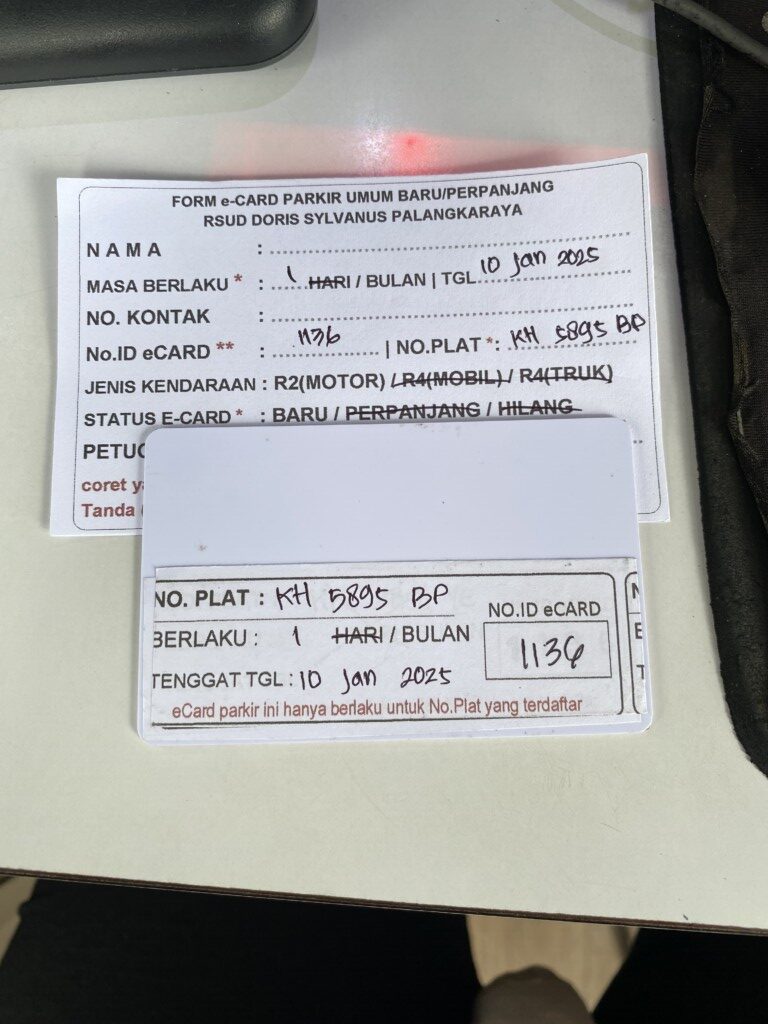 FORM e-CARD PARKIR UMUM BARU/PERPANJANG
RSUD DORIS SYLVANUS PALANGKARAYA
NAMA :
MASA BERLAKU * : 1 HARI / BULAN | TGL 10 Jan 2025
NO. KONTAK :
No.ID eCARD ** : 1136 | NO.PLAT *: KH 5895 BP
JENIS KENDARAAN : R2(MOTOR) / R4(MOBIL) / R4(TRUK)
STATUS E-CARD * : BARU / PERPANJANG / HILANG
coret
Tanda
NO. PLAT : KH 5895 BP
NO.ID eCARD
BERLAKU : 1 HARI / BULAN
1136
TENGGAT TGL : 10 Jan 2025
eCard parkir ini hanya berlaku untuk No.Plat yang terdaftar